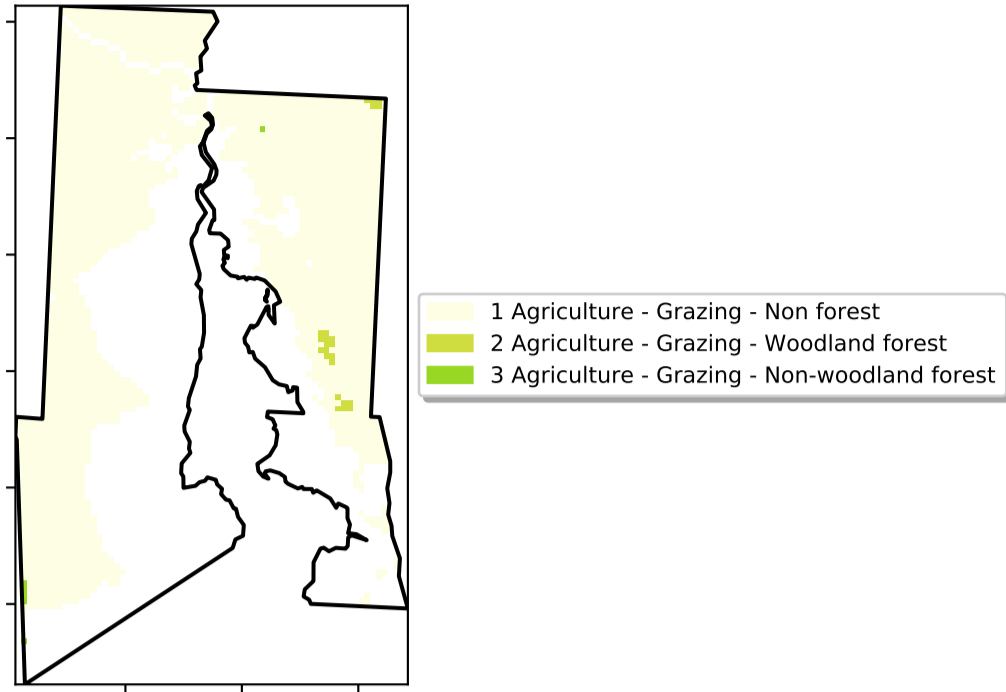 1 Agriculture - Grazing - Non forest
2 Agriculture - Grazing - Woodland forest
3 Agriculture - Grazing - Non-woodland forest